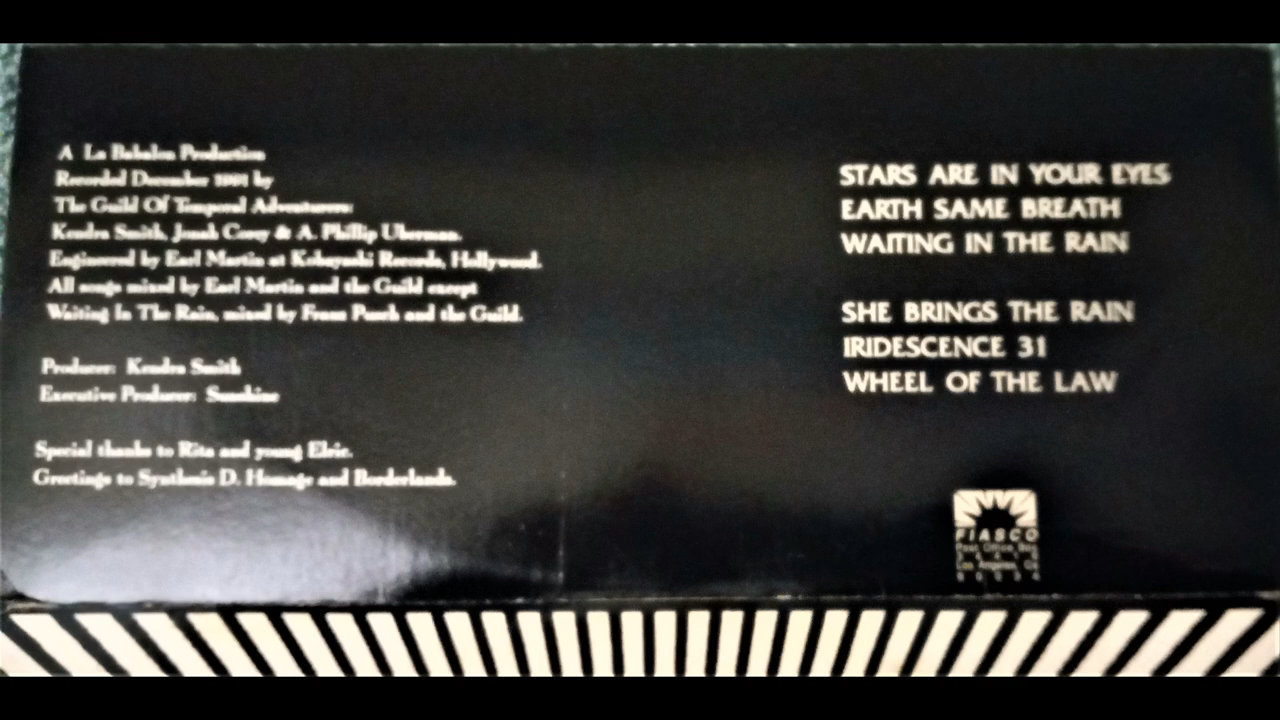 A La Babalon Production
Recorded December 1991 by
The Guild Of Temporal Adventurers:
Kendra Smith, Jonah Corey & A. Phillip Uberman.
Engineered by Earl Martin at Kobayashi Records, Hollywood.
All songs mixed by Earl Martin and the Guild except
Waiting In The Rain, mixed by Franz and the Guild.
Producer: Kendra Smith
Executive Producer: Sunshine
Special thanks to Rita and young Elric.
Greetings to Synthesis D. Homage and Borderlands.
STARS ARE IN YOUR EYES
EARTH SAME BREATH
WAITING IN THE RAIN
SHE BRINGS THE RAIN
IRIDESCENCE 31
WHEEL OF THE LAW
FIASCO
Post Office Box
Los Angeles, Ca